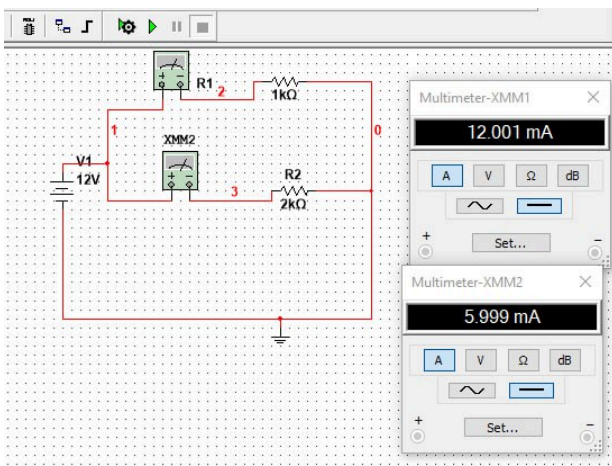 R1
2
1kΩ
1
0
XMM2
V1
12V
R2
3
2kΩ
Multimeter-XMM1
12.001 mA
A V Ω dB
+ Set... -
Multimeter-XMM2
5.999 mA
A V Ω dB
+ Set... -